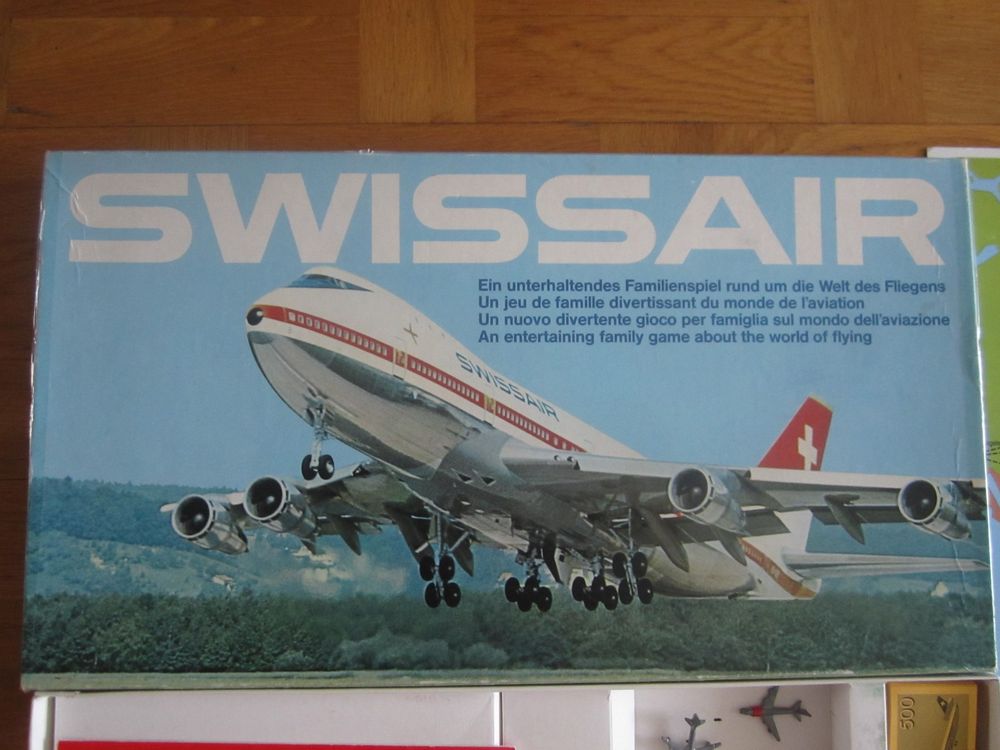 SWISSAIR
Ein unterhaltendes Familienspiel rund um die Welt des Fliegens
Un jeu de famille divertissant du monde de l'aviation
Un nuovo divertente gioco per famiglia sul mondo dell'aviazione
An entertaining family game about the world of flying
SWISSAIR
500